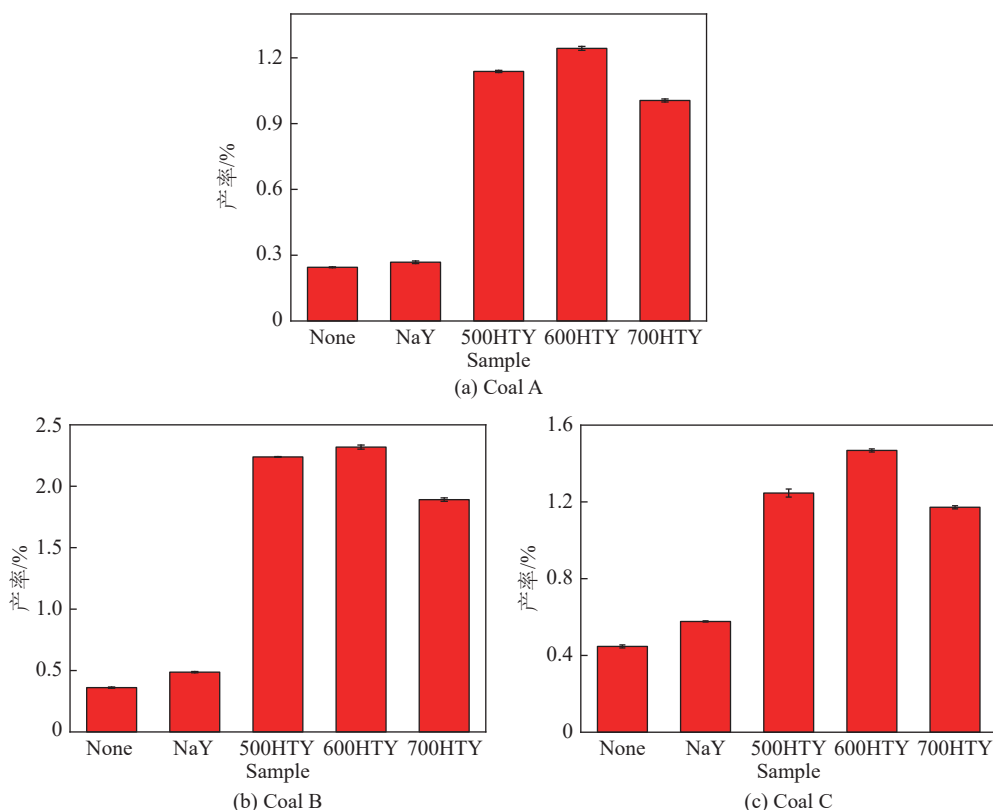 1.2
0.9
0.6
0.3
0
产率/%
None NaY 500HTY 600HTY 700HTY
Sample
(a) Coal A
2.5
2.0
1.5
1.0
0.5
0
产率/%
None NaY 500HTY 600HTY 700HTY
Sample
(b) Coal B
1.6
1.2
0.8
0.4
0
产率/%
None NaY 500HTY 600HTY 700HTY
Sample
(c) Coal C